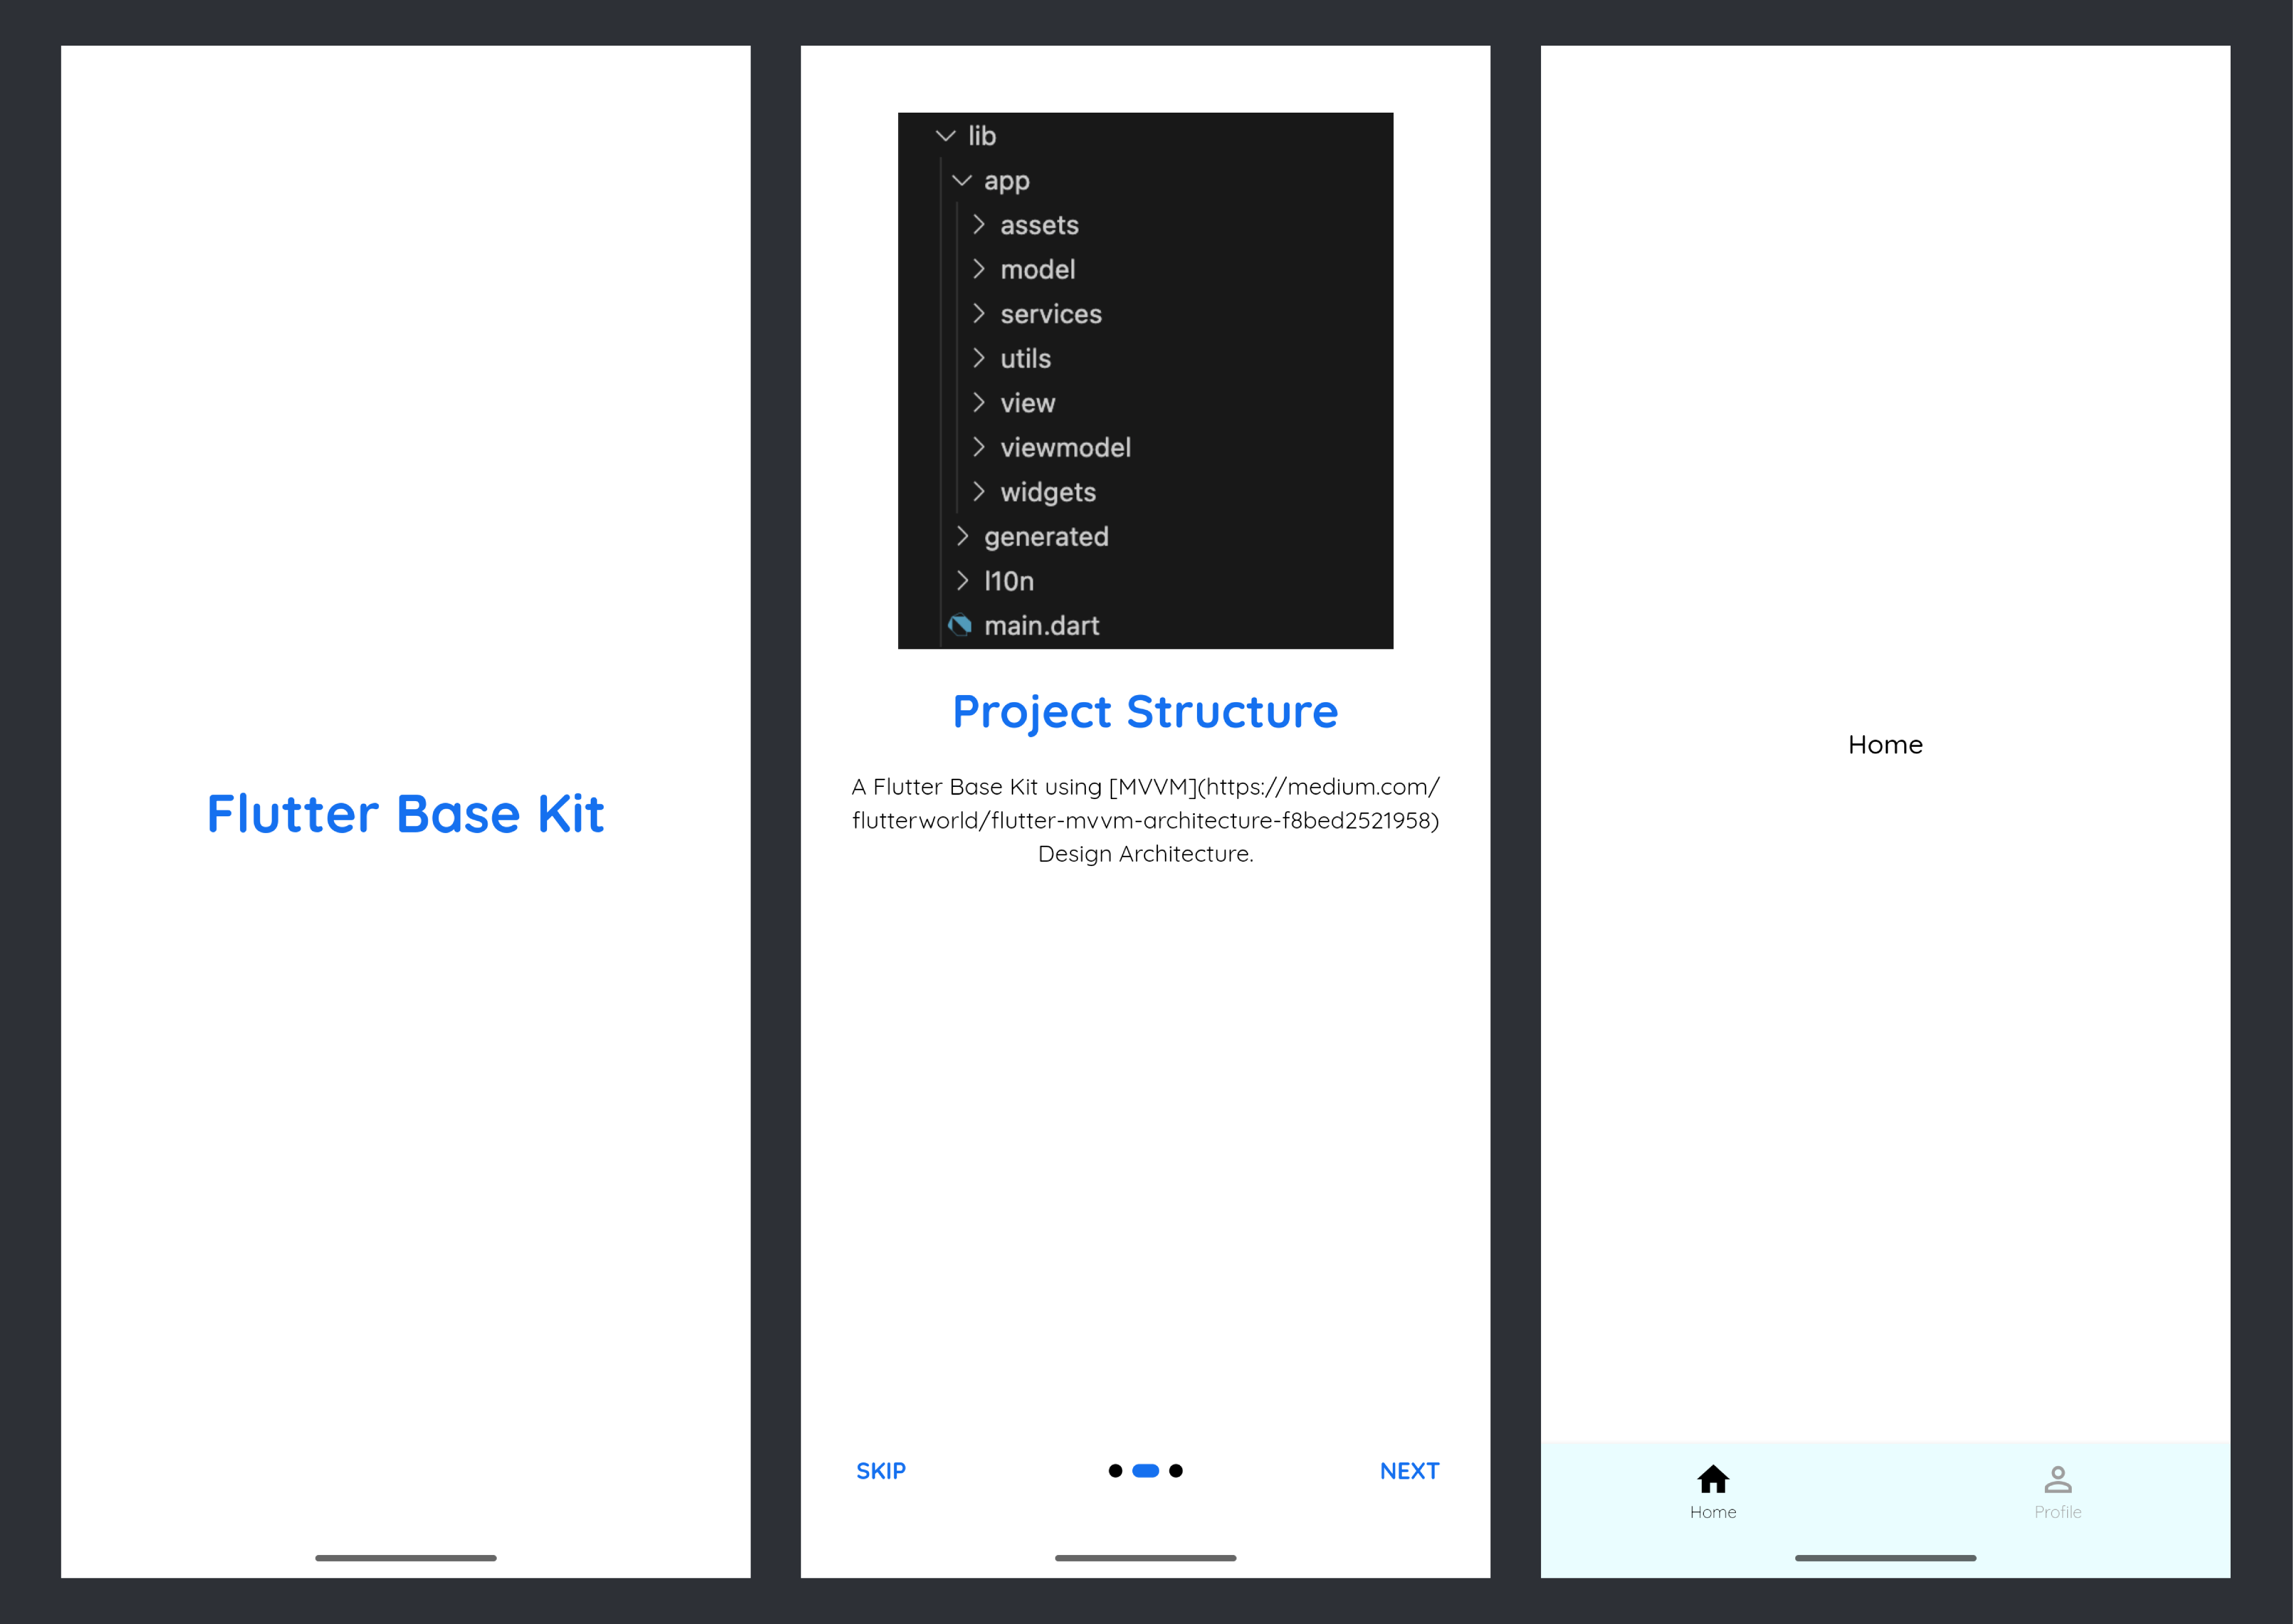 Flutter Base Kit
lib
app
assets
model
services
utils
view
viewmodel
widgets
generated
l10n
main.dart
Project Structure
A Flutter Base Kit using [MVVM](https://medium.com/
flutterworld/flutter-mvvm-architecture-f8bed2521958)
Design Architecture.
SKIP
NEXT
Home
Home
Profile